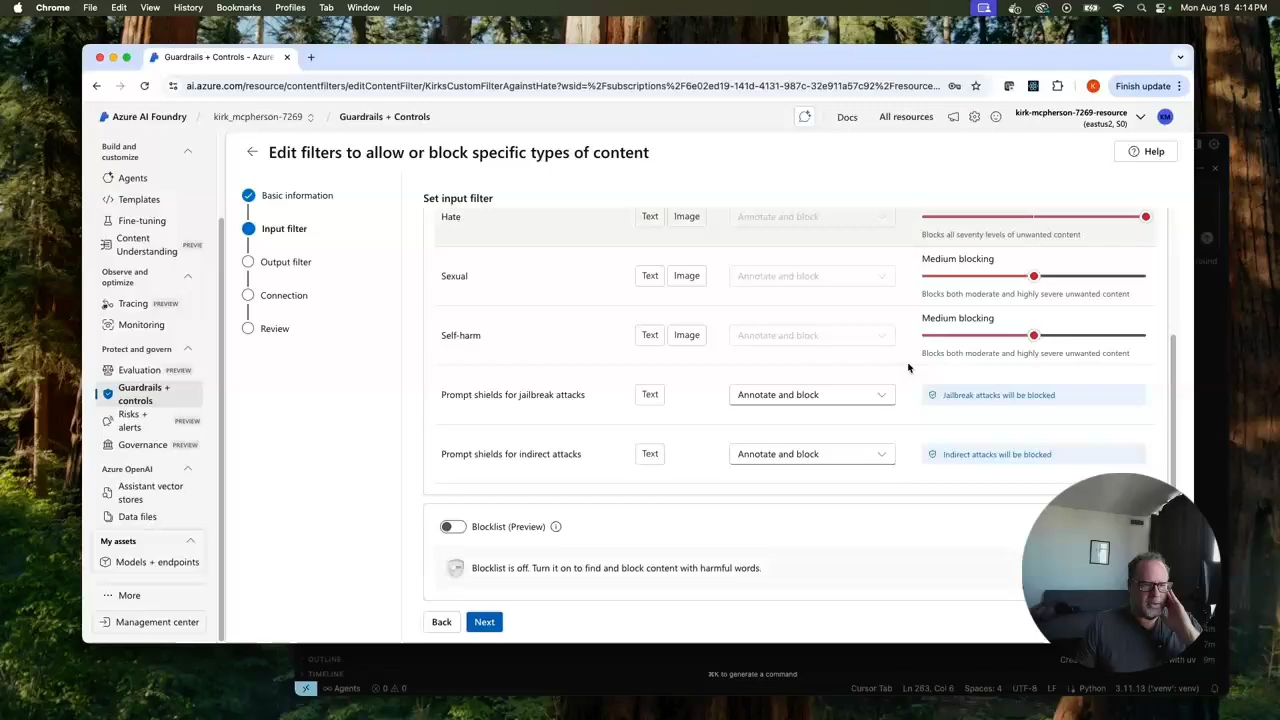 Chrome File Edit View History Bookmarks Profiles Tab Window Help Mon Aug 18 4:14 PM
Guardrails + Controls - Azure
ai.azure.com/resource/contentfilters/editContentFilter/KirksCustomFilterAgainstHate?wsid=%2Fsubscriptions%2F6e02ed19-141d-4131-987c-32e911a57c92%2Fresource... K Finish update
Azure AI Foundry / kirk_mcpherson-7269 / Guardrails + Controls Docs All resources kirk-mcpherson-7269-resource
(eastus2, S0) KM
Build and
customize
Agents
Templates
Fine-tuning
Content
Understanding PREVIE
Observe and
optimize
Tracing PREVIEW
Monitoring
Protect and govern
Evaluation PREVIEW
Guardrails +
controls
Risks +
alerts PREVIEW
Governance PREVIEW
Azure OpenAI
Assistant vector
stores
Data files
My assets
Models + endpoints
More
Management center
Edit filters to allow or block specific types of content
Help
Basic information
Input filter
Output filter
Connection
Review
Set input filter
Hate Text Image Annotate and block
Blocks all severity levels of unwanted content
Medium blocking
Sexual Text Image Annotate and block
Blocks both moderate and highly severe unwanted content
Medium blocking
Self-harm Text Image Annotate and block
Blocks both moderate and highly severe unwanted content
Prompt shields for jailbreak attacks Text Annotate and block Jailbreak attacks will be blocked
Prompt shields for indirect attacks Text Annotate and block Indirect attacks will be blocked
Blocklist (Preview)
Blocklist is off. Turn it on to find and block content with harmful words.
Back Next
OUTLINE
TIMELINE
⌘K to generate a command
with uv 9m
Agents 0 0 Cursor Tab Ln 263, Col 6 Spaces: 4 UTF-8 LF Python 3.11.13 ('.venv': venv)